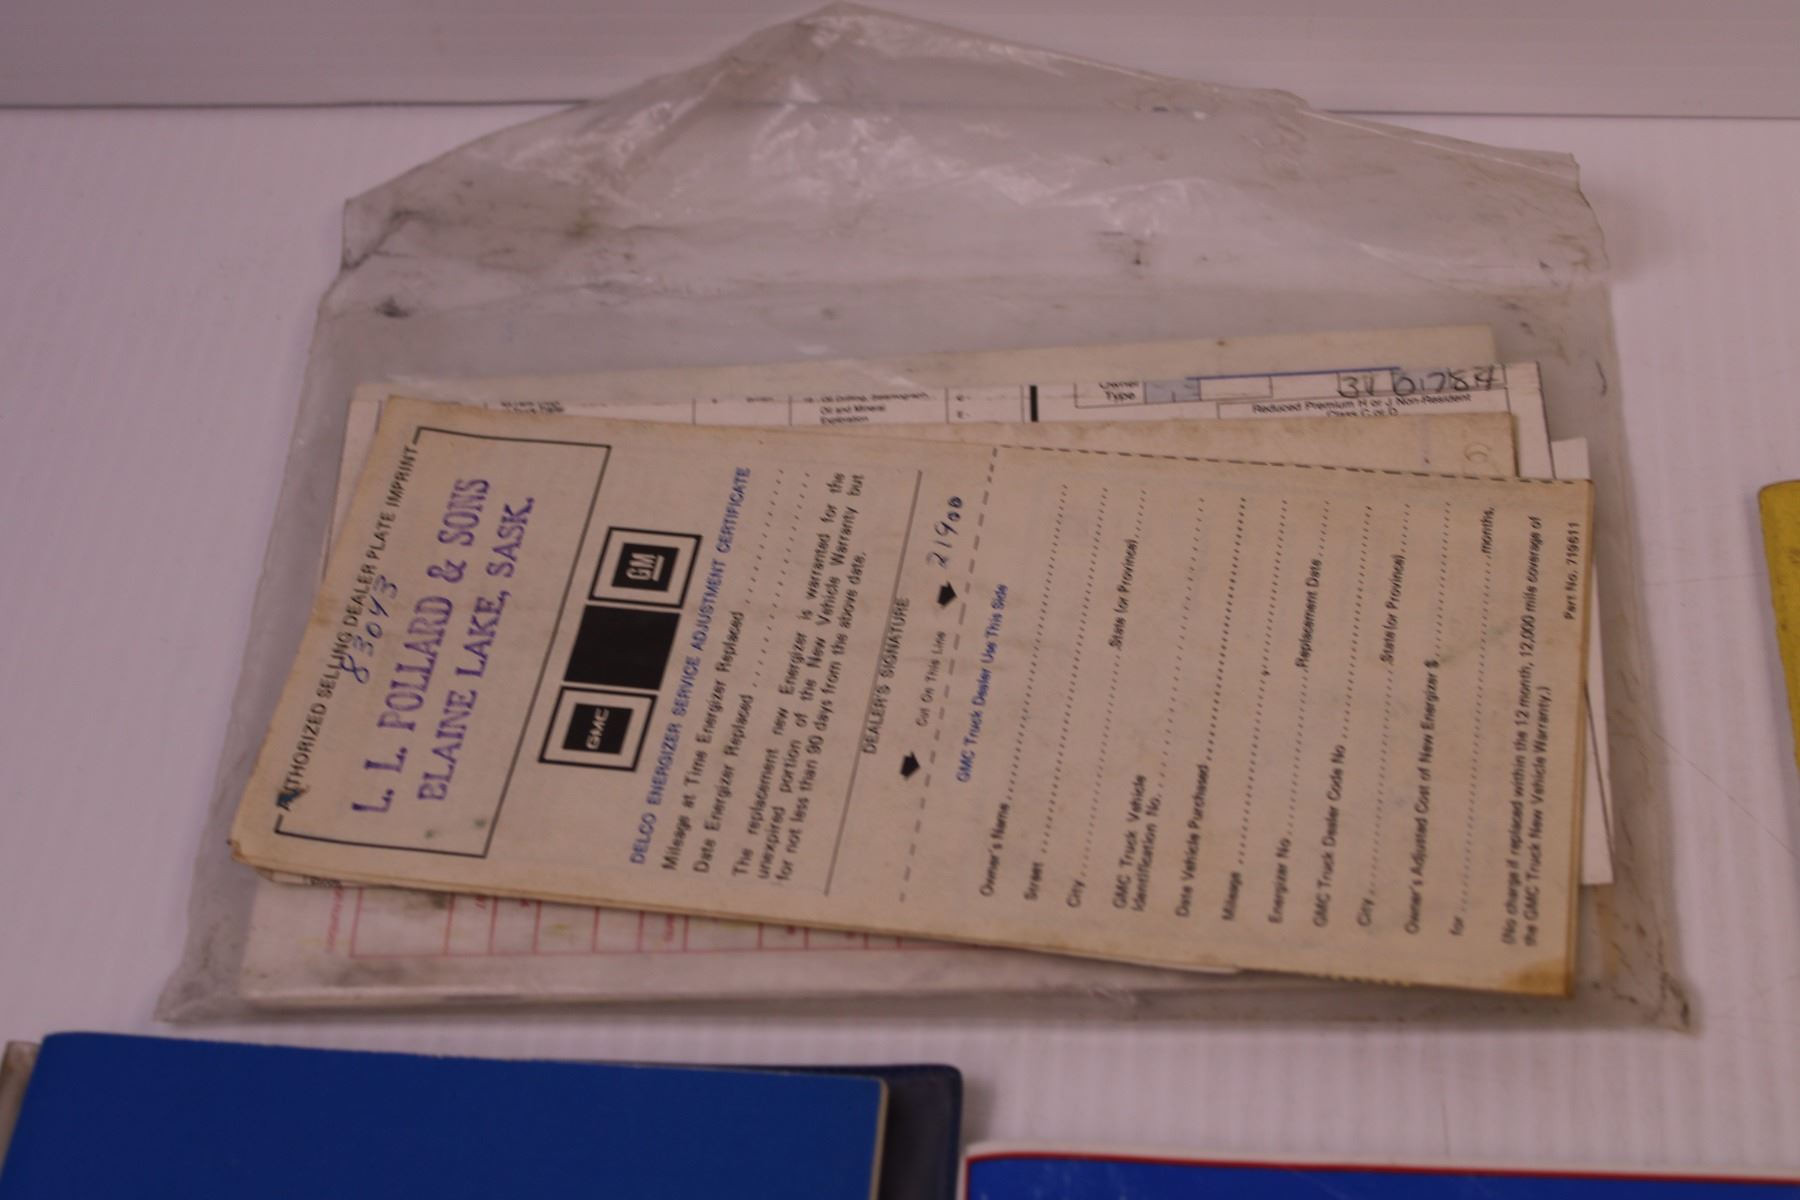 AUTHORIZED SELLING DEALER PLATE IMPRINT
83043
L. L. POLLARD & SONS
BLAINE LAKE, SASK.
GMC
GM
DELCO ENERGIZER SERVICE ADJUSTMENT CERTIFICATE
Mileage at Time Energizer Replaced
Date Energizer Replaced
The replacement new Energizer is warranted for the
unexpired portion of the New Vehicle Warranty but
for not less than 90 days from the above date.
DEALER'S SIGNATURE
Cut On This Line
21900
GMC Truck Dealer Use This Side
Owner's Name
Street
City State (or Province)
GMC Truck Vehicle
Identification No.
Date Vehicle Purchased
Mileage
Energizer No. Replacement Date
GMC Truck Dealer Code No
City State (or Province)
Owner's Adjusted Cost of New Energizer $
for months.
(No charge if replaced within the 12 month, 12,000 mile coverage of
the GMC Truck New Vehicle Warranty.)
Part No. 719611
Oil and Mineral
Exploration
Owner
Type
Reduced Premium H or J Non-Resident
Class C or D